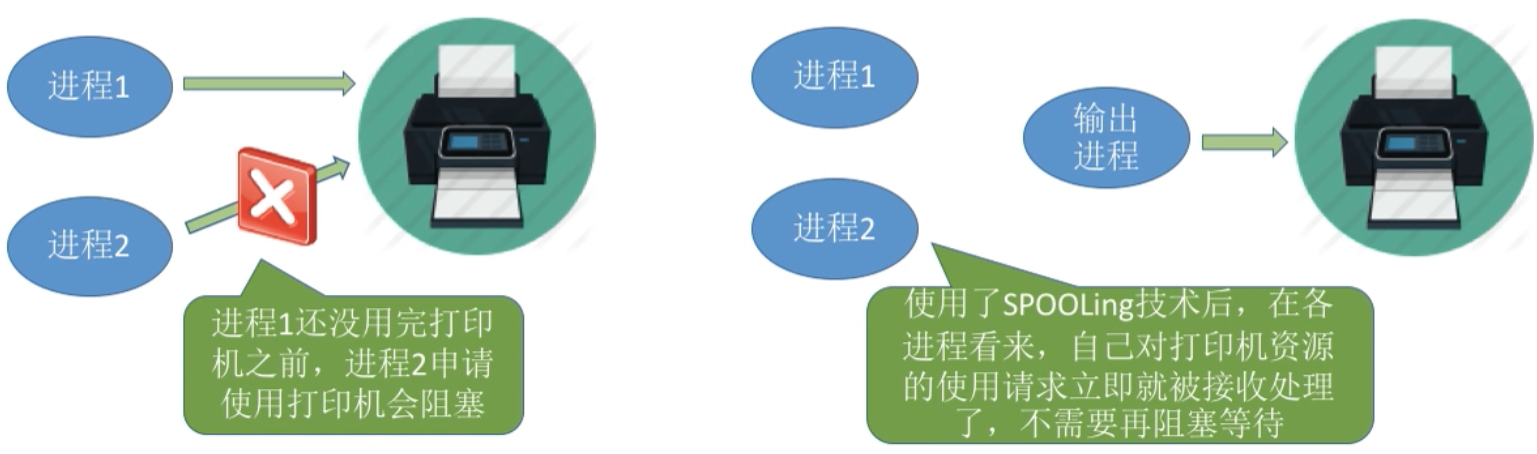 进程1
进程2
进程1还没用完打印
机之前，进程2申请
使用打印机会阻塞
进程1
进程2
输出
进程
使用了SPOOLing技术后，在各
进程看来，自己对打印机资源
的使用请求立即就被接收处理
了，不需要再阻塞等待